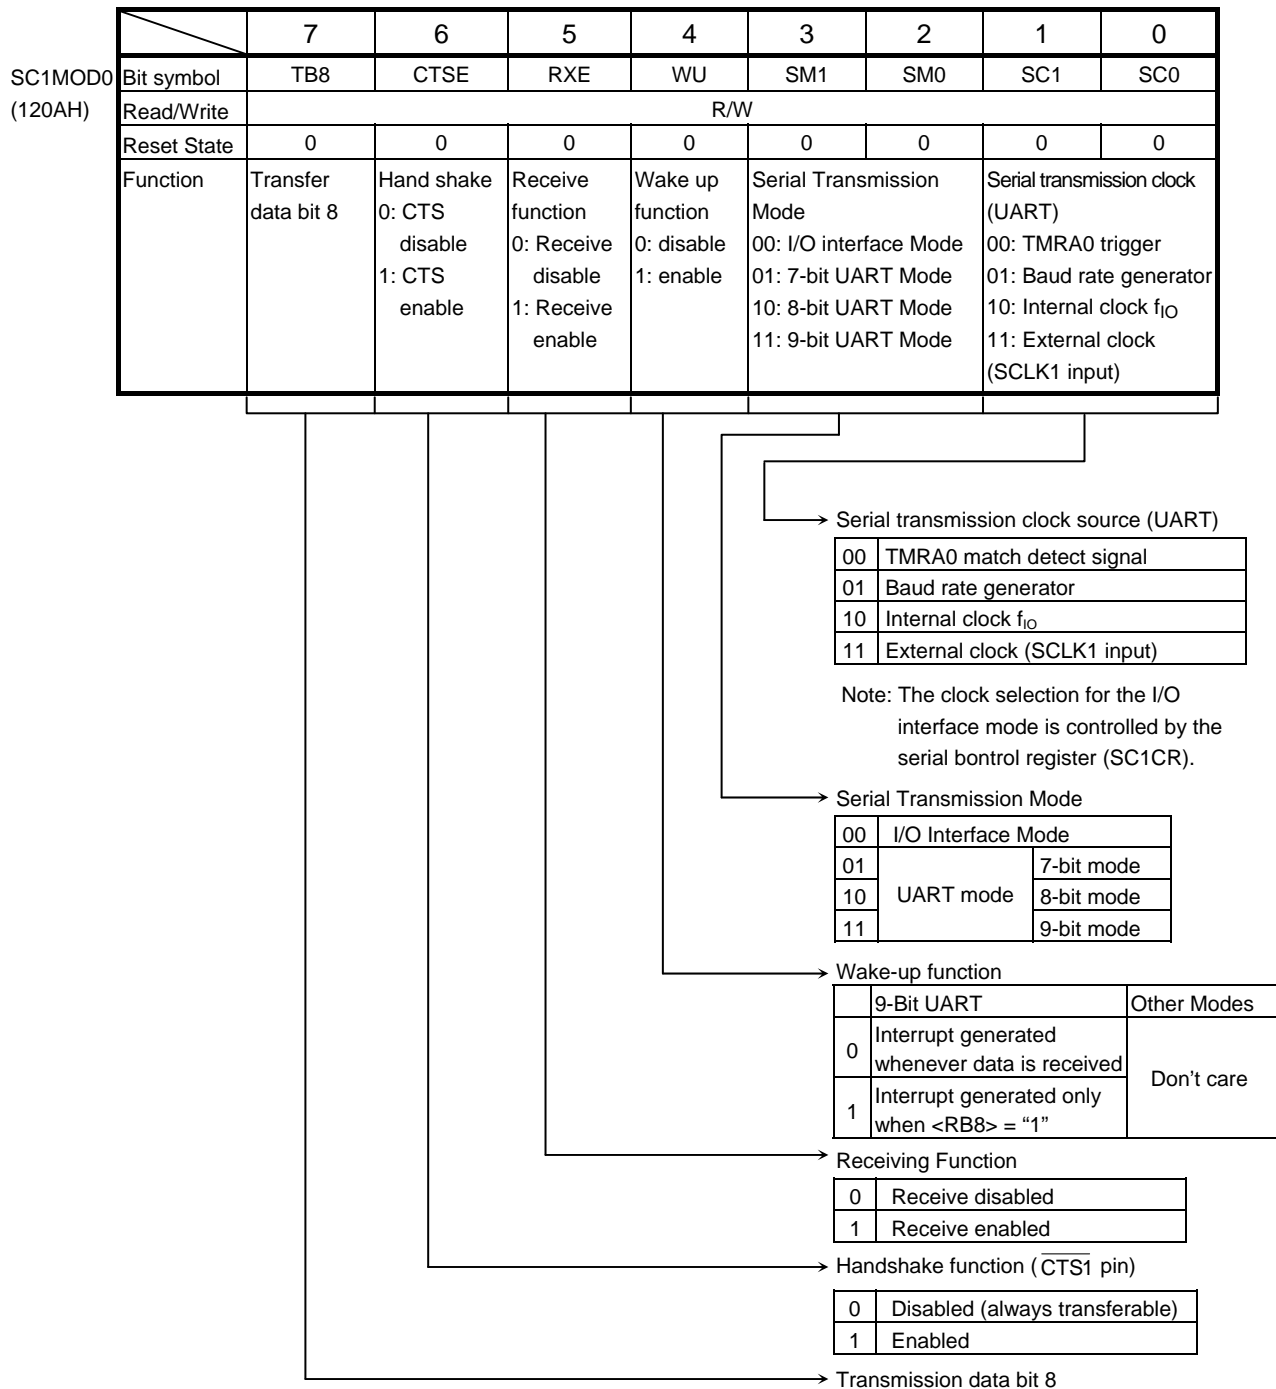 7 6 5 4 3 2 1 0
SC1MOD0 Bit symbol TB8 CTSE RXE WU SM1 SM0 SC1 SC0
(120AH) Read/Write R/W
Reset State 0 0 0 0 0 0 0 0
Function
Transfer
data bit 8
Hand shake
0: CTS
disable
1: CTS
enable
Receive
function
0: Receive
disable
1: Receive
enable
Wake up
function
0: disable
1: enable
Serial Transmission
Mode
00: I/O interface Mode
01: 7-bit UART Mode
10: 8-bit UART Mode
11: 9-bit UART Mode
Serial transmission clock
(UART)
00: TMRA0 trigger
01: Baud rate generator
10: Internal clock fIO
11: External clock
(SCLK1 input)
Serial transmission clock source (UART)
00 TMRA0 match detect signal
01 Baud rate generator
10 Internal clock fIO
11 External clock (SCLK1 input)
Note: The clock selection for the I/O
interface mode is controlled by the
serial bontrol register (SC1CR).
Serial Transmission Mode
00 I/O Interface Mode
01 7-bit mode
10 UART mode 8-bit mode
11 9-bit mode
Wake-up function
9-Bit UART Other Modes
0 Interrupt generated
whenever data is received
Don't care
1 Interrupt generated only
when <RB8> = “1”
Receiving Function
0 Receive disabled
1 Receive enabled
Handshake function ( CTS1 pin)
0 Disabled (always transferable)
1 Enabled
Transmission data bit 8